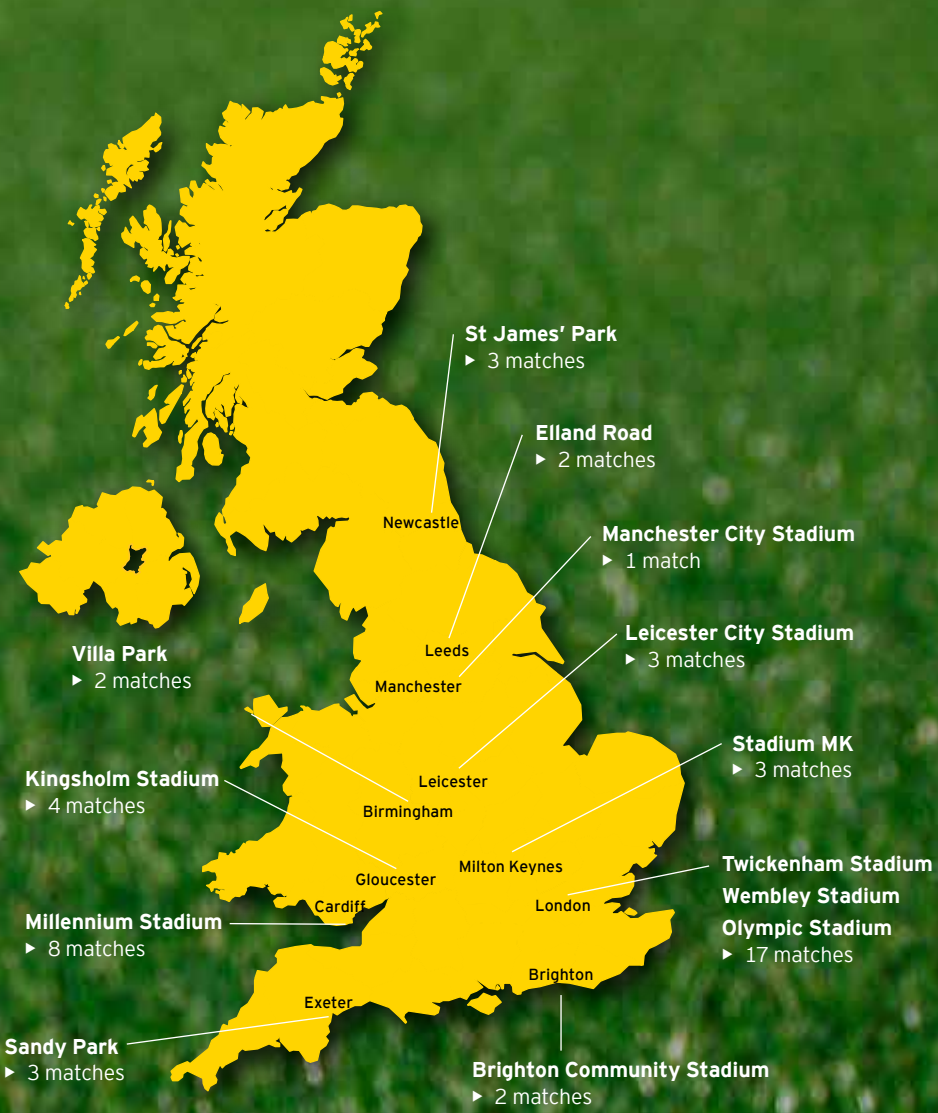 St James’ Park
▶ 3 matches
Elland Road
▶ 2 matches
Newcastle
Manchester City Stadium
▶ 1 match
Leicester City Stadium
▶ 3 matches
Leeds
Villa Park
▶ 2 matches
Manchester
Stadium MK
▶ 3 matches
Kingsholm Stadium
▶ 4 matches
Leicester
Birmingham
Milton Keynes
Gloucester
Twickenham Stadium
Wembley Stadium
Olympic Stadium
▶ 17 matches
Cardiff
London
Millennium Stadium
▶ 8 matches
Brighton
Exeter
Sandy Park
▶ 3 matches
Brighton Community Stadium
▶ 2 matches